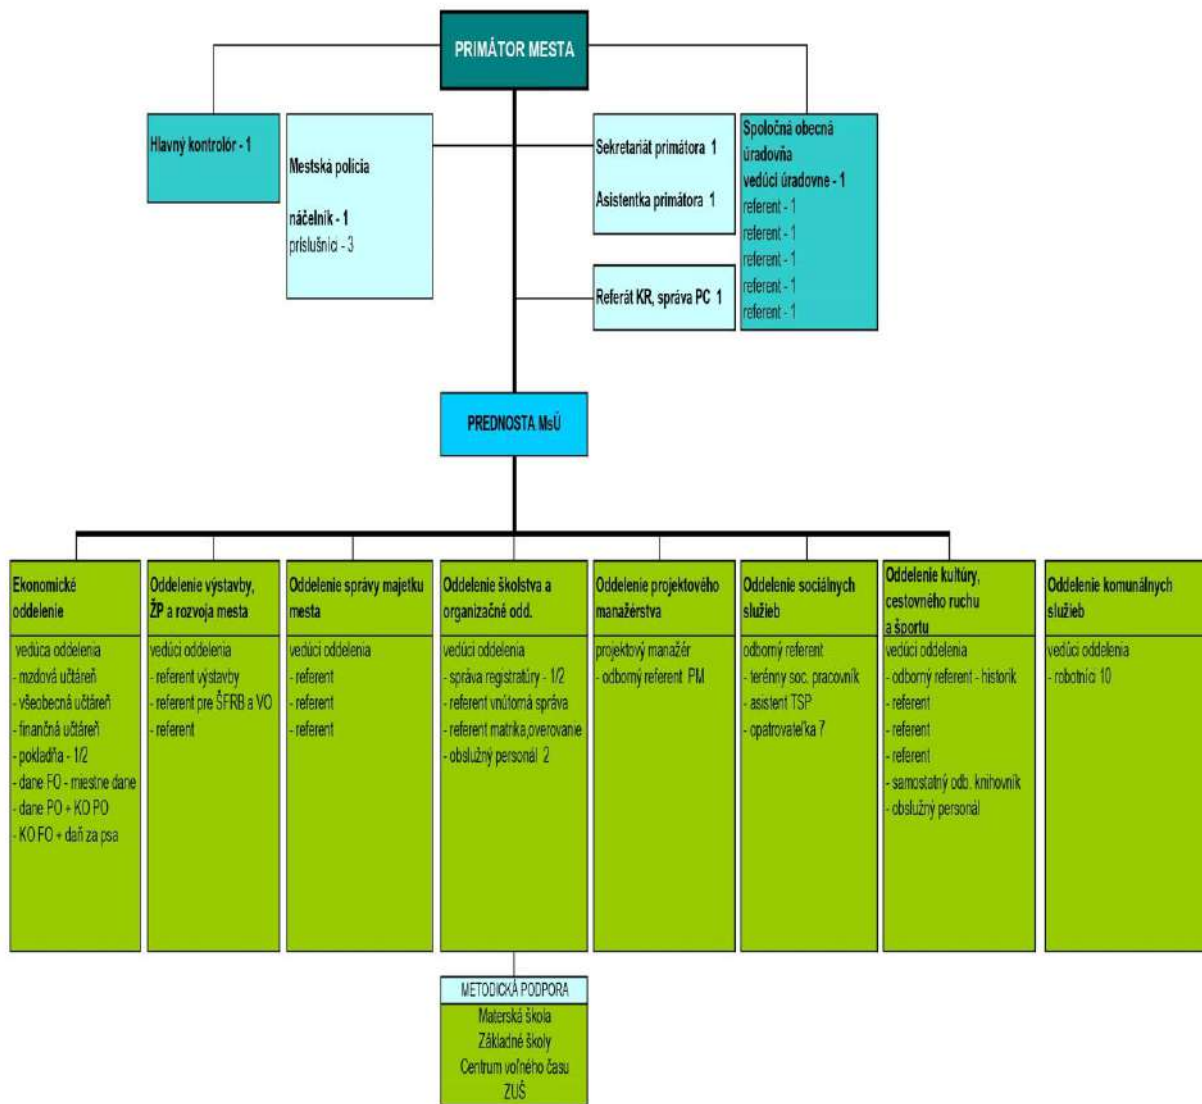 PRIMÁTOR MESTA
Hlavný kontrolór - 1
Mestská polícia
náčelník - 1
príslušníci - 3
Sekretariát primátora 1
Asistentka primátora 1
Referát KR, správa PC 1
Spoločná obecná
úradovňa
vedúci úradovne - 1
referent - 1
referent - 1
referent - 1
referent - 1
referent - 1
PREDNOSTA MsÚ
Ekonomické
oddelenie
vedúca oddelenia
- mzdová učtáreň
- všeobecná učtáreň
- finančná učtáreň
- pokladňa - 1/2
- dane FO - miestne dane
- dane PO + KO PO
- KO FO + daň za psa
Oddelenie výstavby,
ŽP a rozvoja mesta
vedúci oddelenia
- referent výstavby
- referent pre ŠFRB a VO
- referent
Oddelenie správy majetku
mesta
vedúci oddelenia
- referent
- referent
- referent
Oddelenie školstva a
organizačné odd.
vedúci oddelenia
- správa registratúry - 1/2
- referent vnútorná správa
- referent matrika,overovanie
- obslužný personál 2
Oddelenie projektového
manažérstva
projektový manažér
- odborný referent PM
Oddelenie sociálnych
služieb
odborný referent
- terénny soc. pracovník
- asistent TSP
- opatrovateľka 7
Oddelenie kultúry,
cestovného ruchu
a športu
vedúci oddelenia
- odborný referent - historik
- referent
- referent
- referent
- samostatný odb. knihovník
- obslužný personál
Oddelenie komunálnych
služieb
vedúci oddelenia
- robotníci 10
METODICKÁ PODPORA
Materská škola
Základné školy
Centrum voľného času
ZUŠ